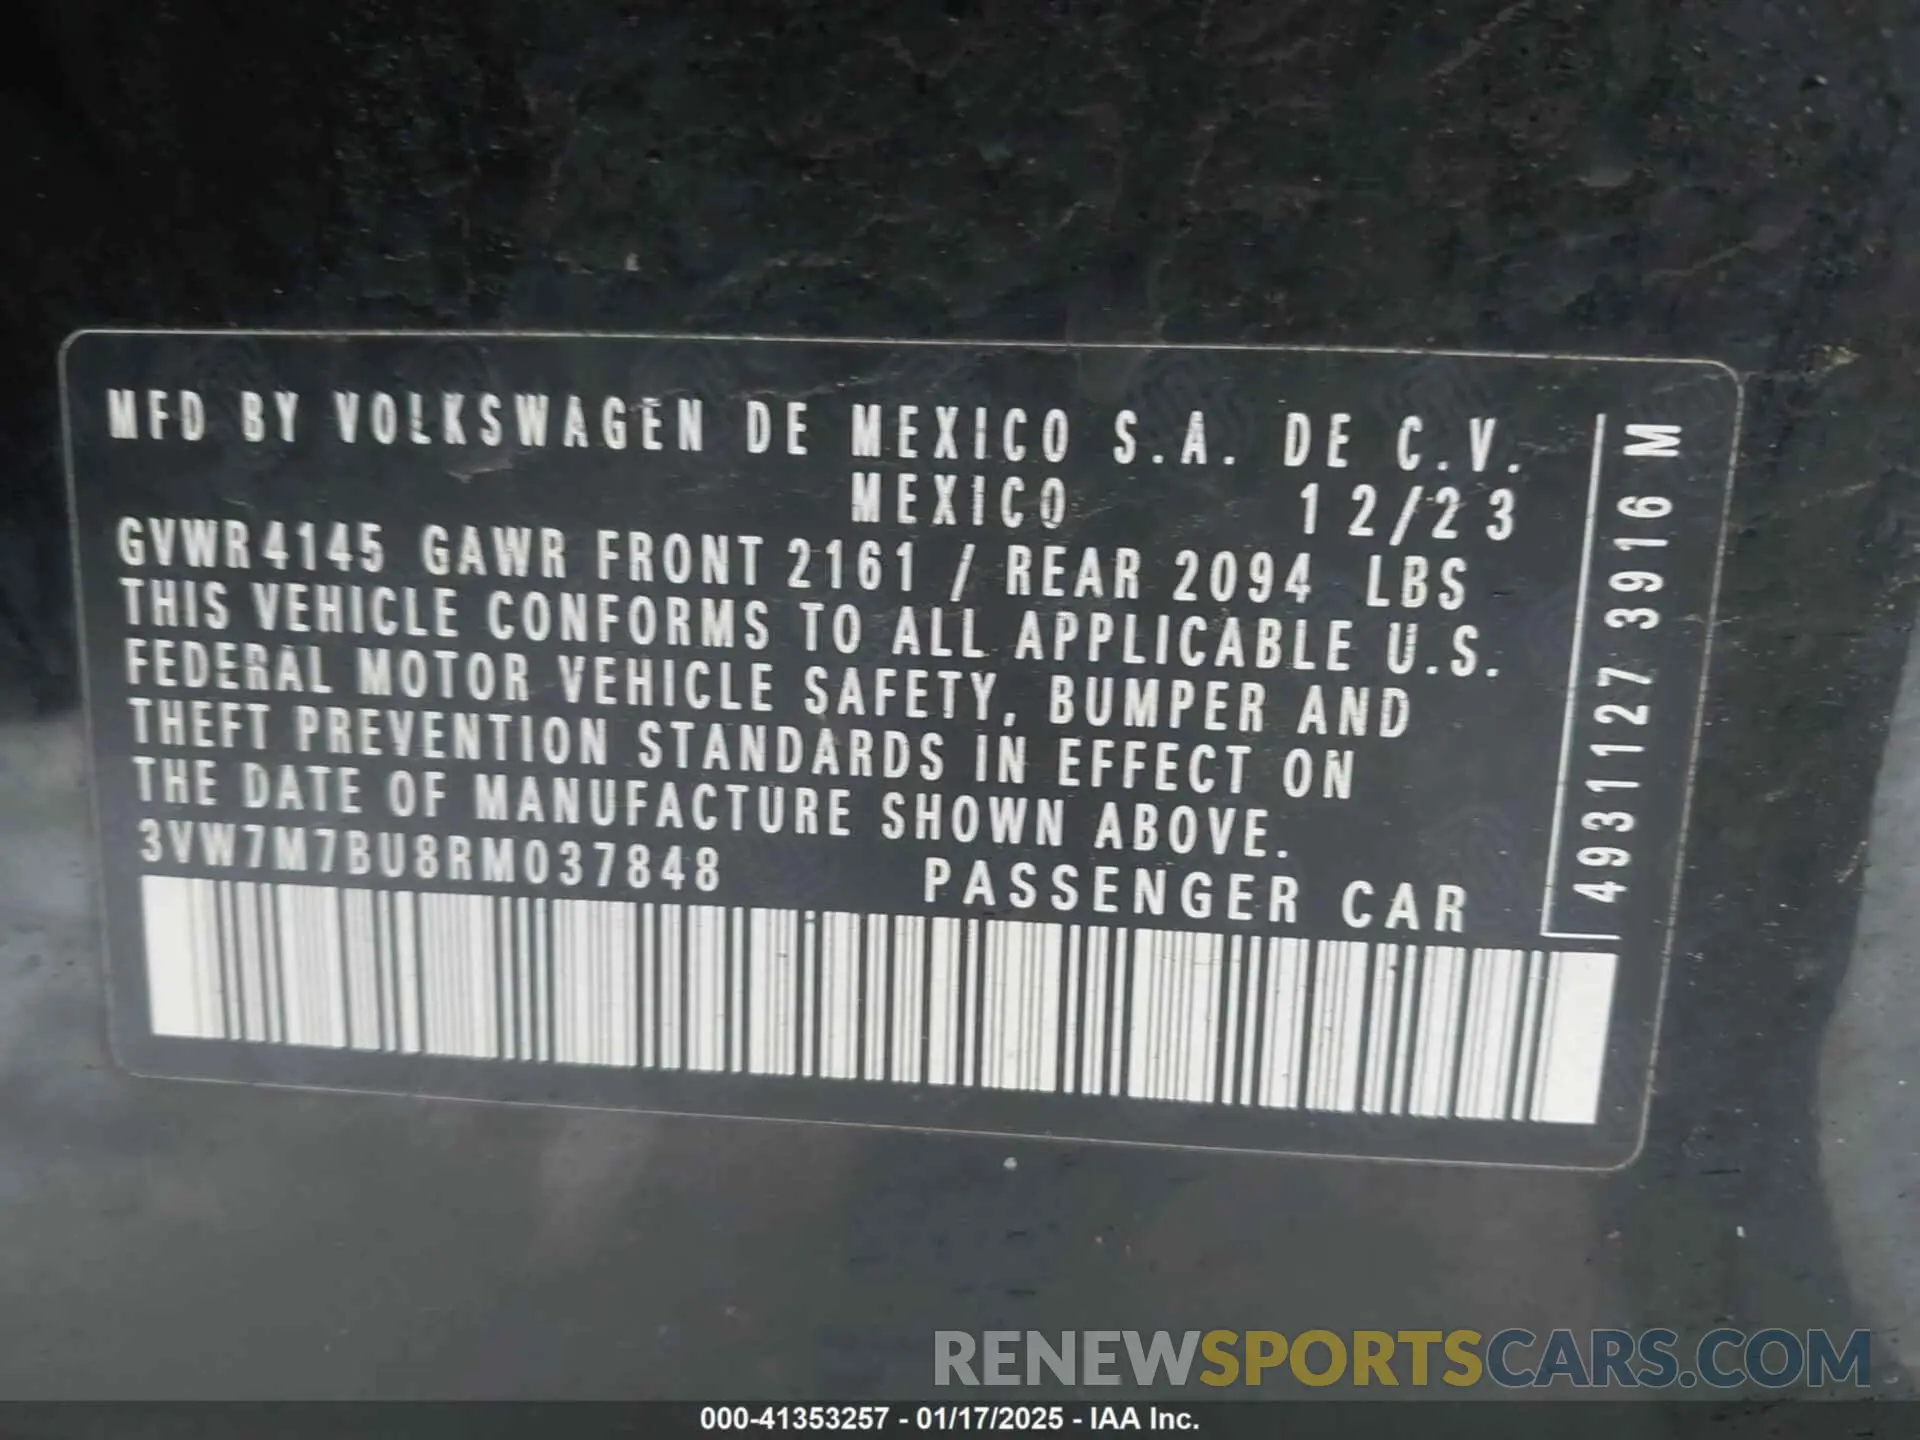 MFD BY VOLKSWAGEN DE MEXICO S.A. DE C.V.
MEXICO 12/23
GVWR 4145 GAWR FRONT 2161 / REAR 2094 LBS
THIS VEHICLE CONFORMS TO ALL APPLICABLE U.S.
FEDERAL MOTOR VEHICLE SAFETY, BUMPER AND
THEFT PREVENTION STANDARDS IN EFFECT ON
THE DATE OF MANUFACTURE SHOWN ABOVE.
3VW7M7BU8RM037848 PASSENGER CAR
4931127 3916 M
RENEWSPORTSCARS.COM
000-41353257 - 01/17/2025 - IAA Inc.